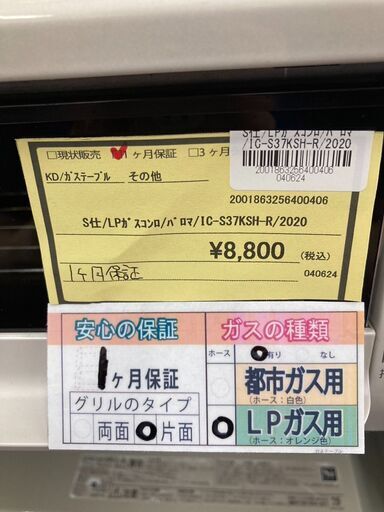 □現状販売 ☑1ヶ月保証 □3ヶ月
S仕/LPガスコンロ/パロマ
/IC-S37KSH-R/2020
2001863256400406
040624
KD/ガステーブル その他
2001863256400406
S仕/LPガスコンロ/パロマ/IC-S37KSH-R/2020
¥8,800 (税込)
1ヶ月保証
040624
安心の保証
1ヶ月保証
グリルのタイプ
両面 ○片面
ガスの種類
ホース ○有り なし
都市ガス用
(ホース:白色)
○ LPガス用
(ホース:オレンジ色)